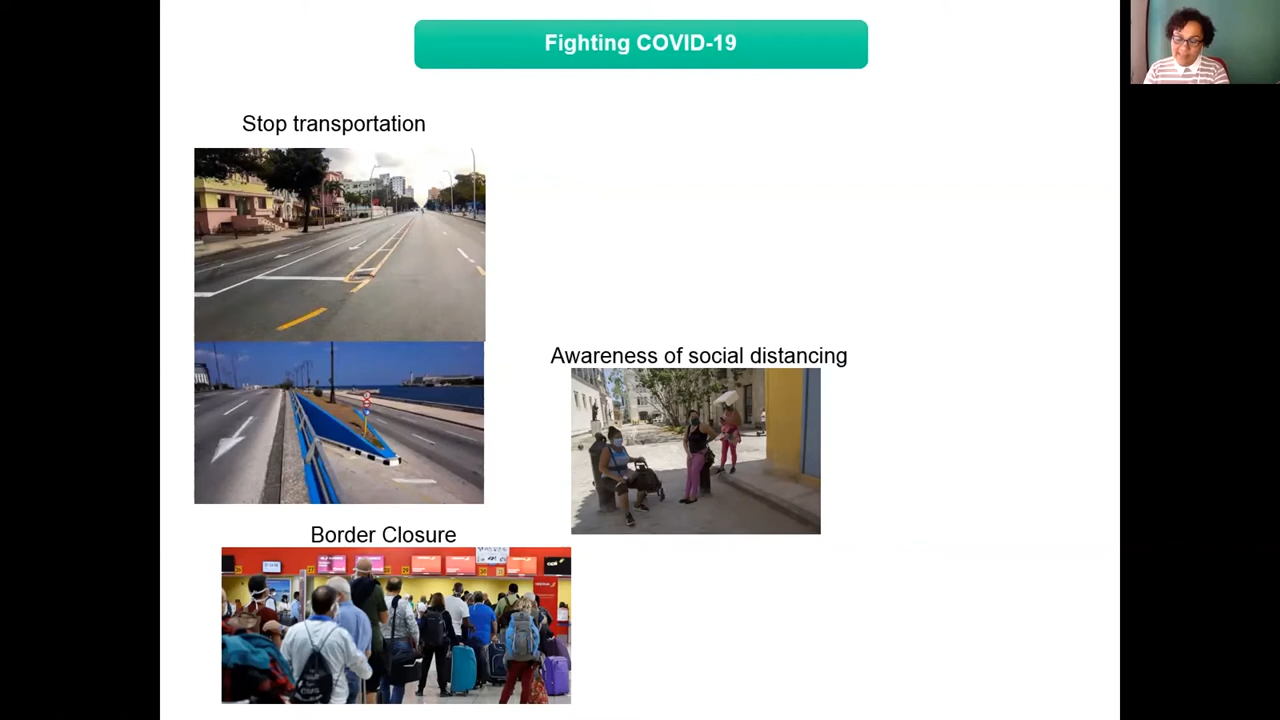 Fighting COVID-19
Stop transportation
Awareness of social distancing
Border Closure